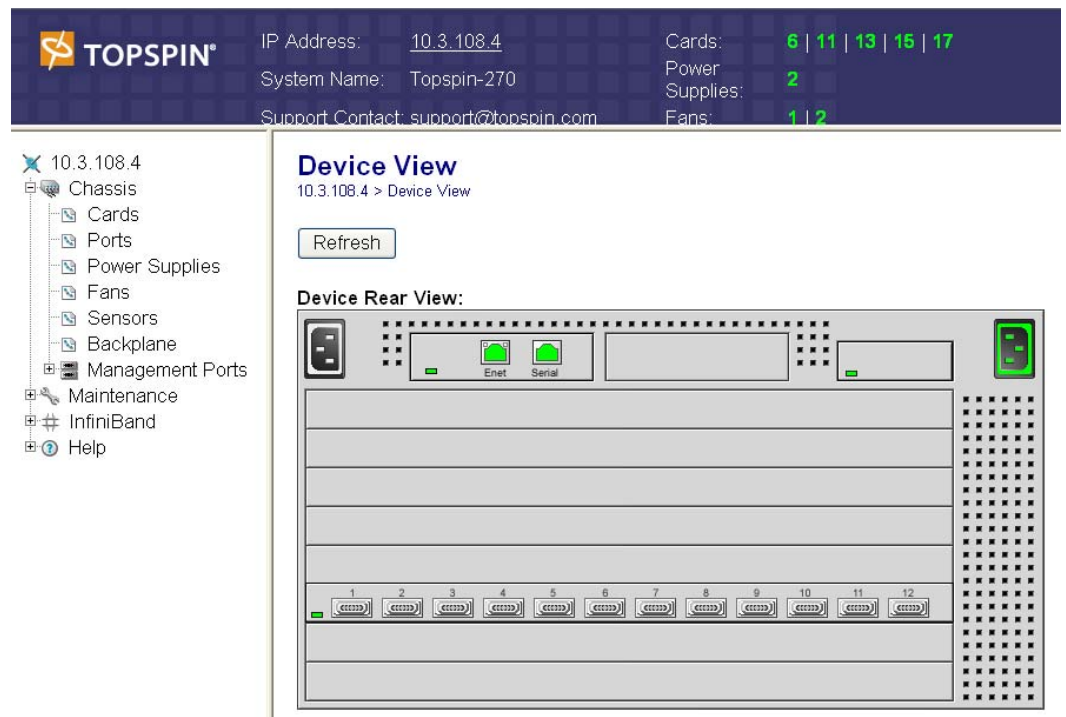 TOPSPIN®
IP Address: 10.3.108.4
System Name: Topspin-270
Support Contact: support@topspin.com
Cards: 6 | 11 | 13 | 15 | 17
Power Supplies: 2
Fans: 1 | 2
10.3.108.4
Chassis
Cards
Ports
Power Supplies
Fans
Sensors
Backplane
Management Ports
Maintenance
InfiniBand
Help
Device View
10.3.108.4 > Device View
Refresh
Device Rear View:
Enet Serial
1 2 3 4 5 6 7 8 9 10 11 12